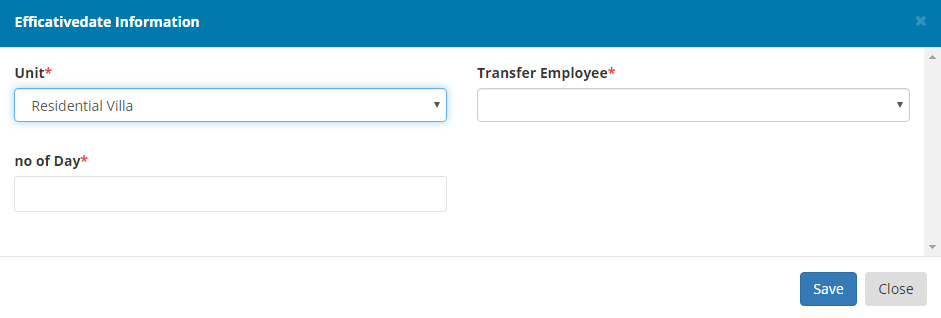 Efficativedate Information
×
Unit*
Transfer Employee*
Residential Villa
no of Day*
Save
Close